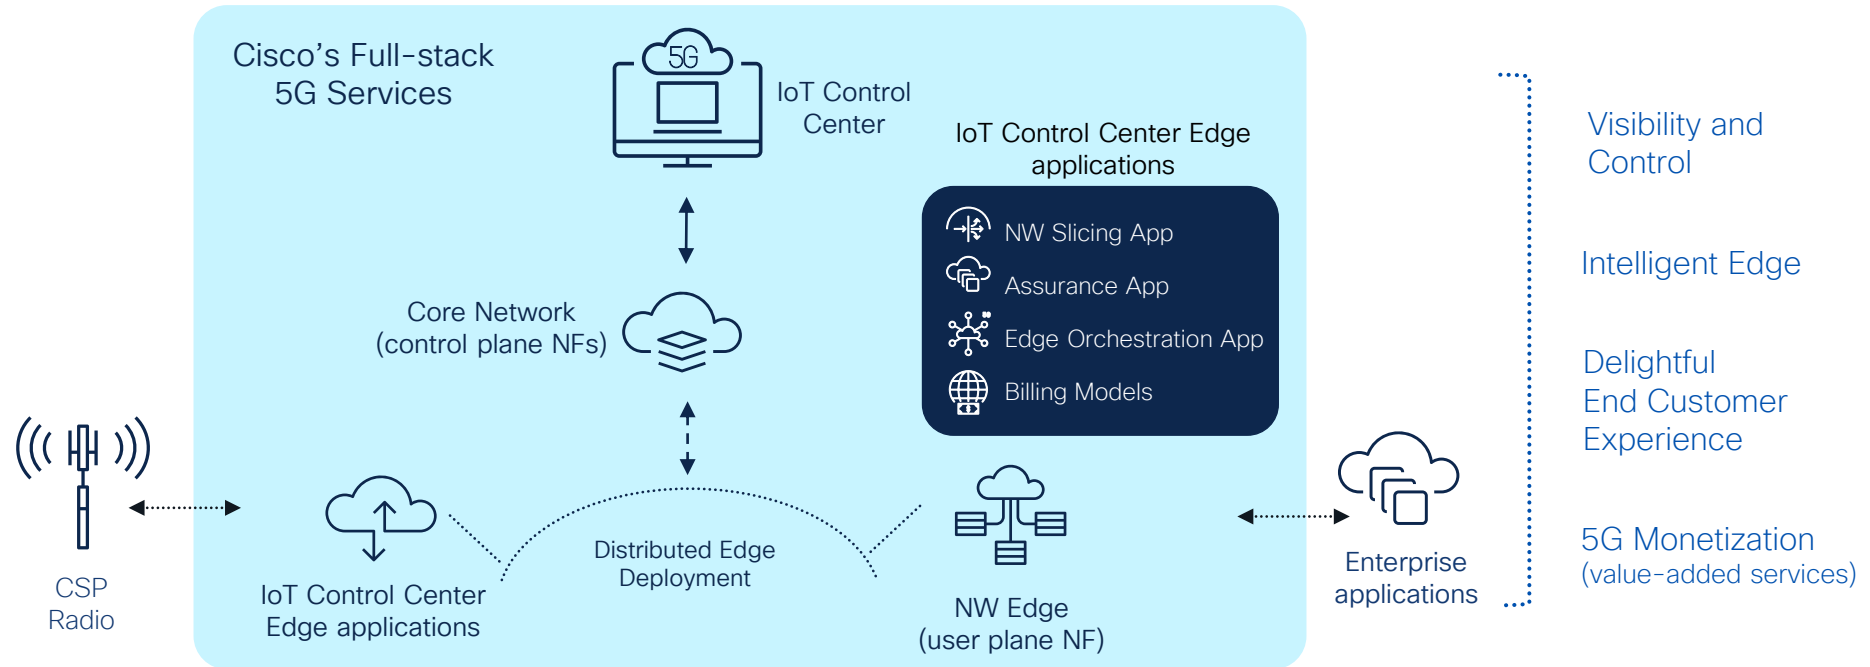 Cisco's Full-stack
5G Services
5G
IoT Control
Center
IoT Control Center Edge
applications
NW Slicing App
Assurance App
Edge Orchestration App
Billing Models
Core Network
(control plane NFs)
Distributed Edge
Deployment
CSP
Radio
IoT Control Center
Edge applications
NW Edge
(user plane NF)
Enterprise
applications
Visibility and
Control
Intelligent Edge
Delightful
End Customer
Experience
5G Monetization
(value-added services)